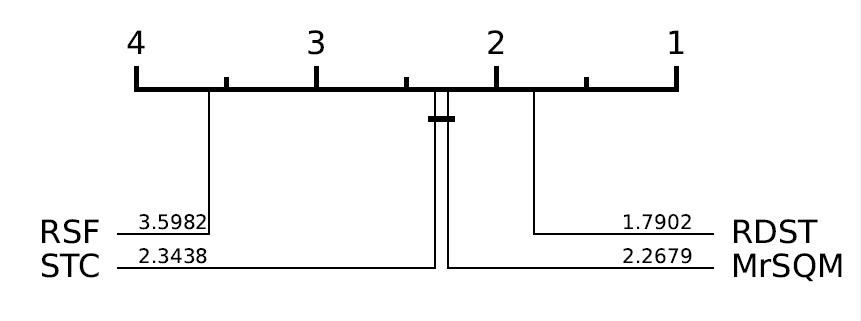 4 3 2 1
RSF 3.5982 1.7902 RDST
STC 2.3438 2.2679 MrSQM